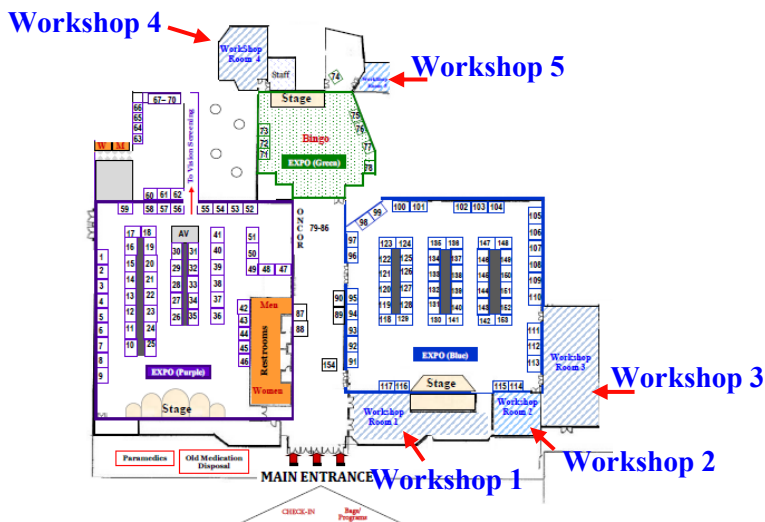 Workshop 4
WorkShop
Room 4
Staff
74
Workshop 5
Stage
67– 70
66
65
64
63
W M
To Vision Screening
73
72
71
Bingo
75
76
77
78
EXPO (Green)
60 61 62
59 58 57 56 55 54 53 52
ONCOR
79-86
98 99 100 101 102 103 104
105
106
107
108
109
110
97
96
95
94
93
92
91
17 18
16 19
15 20
14 21
13 22
12 23
11 24
10 25
1
2
3
4
5
6
7
8
9
AV
30 31
29 32
28 33
27 34
26 35
41
40
39
38
37
36
51
50
49 48 47
42
43
44
45
46
Men
Restrooms
Women
87
88
90
89
154
123 124
122 125
121 126
120 127
119 128
118 129
135 136
134 137
133 138
132 139
131 140
130 141
147 148
146 149
145 150
144 151
143 152
142 153
111
112
113
EXPO (Purple)
EXPO (Blue)
Stage
Stage
117 116
115 114
Workshop
Room 3
Workshop 3
Workshop
Room 1
Workshop
Room 2
Paramedics
Old Medication
Disposal
MAIN ENTRANCE
Workshop 1
Workshop 2
CHECK-IN
Bags/
Programs